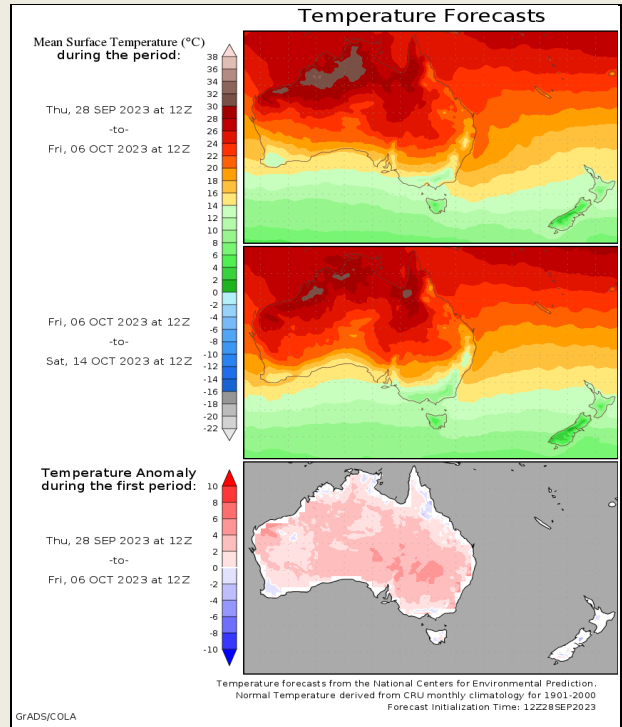 Temperature Forecasts
Mean Surface Temperature (°C)
during the period:
Thu, 28 SEP 2023 at 12Z
-to-
Fri, 06 OCT 2023 at 12Z
38
36
34
32
30
28
26
24
22
20
18
16
14
12
10
8
6
4
2
0
-2
-4
-6
-8
-10
-12
-14
-16
-18
-20
-22
Fri, 06 OCT 2023 at 12Z
-to-
Sat, 14 OCT 2023 at 12Z
Temperature Anomaly
during the first period:
Thu, 28 SEP 2023 at 12Z
-to-
Fri, 06 OCT 2023 at 12Z
10
8
6
4
2
0
-2
-4
-6
-8
-10
Temperature forecasts from the National Centers for Environmental Prediction.
Normal Temperature derived from CRU monthly climatology for 1901-2000
Forecast Initialization Time: 12Z28SEP2023
GrADS/COLA